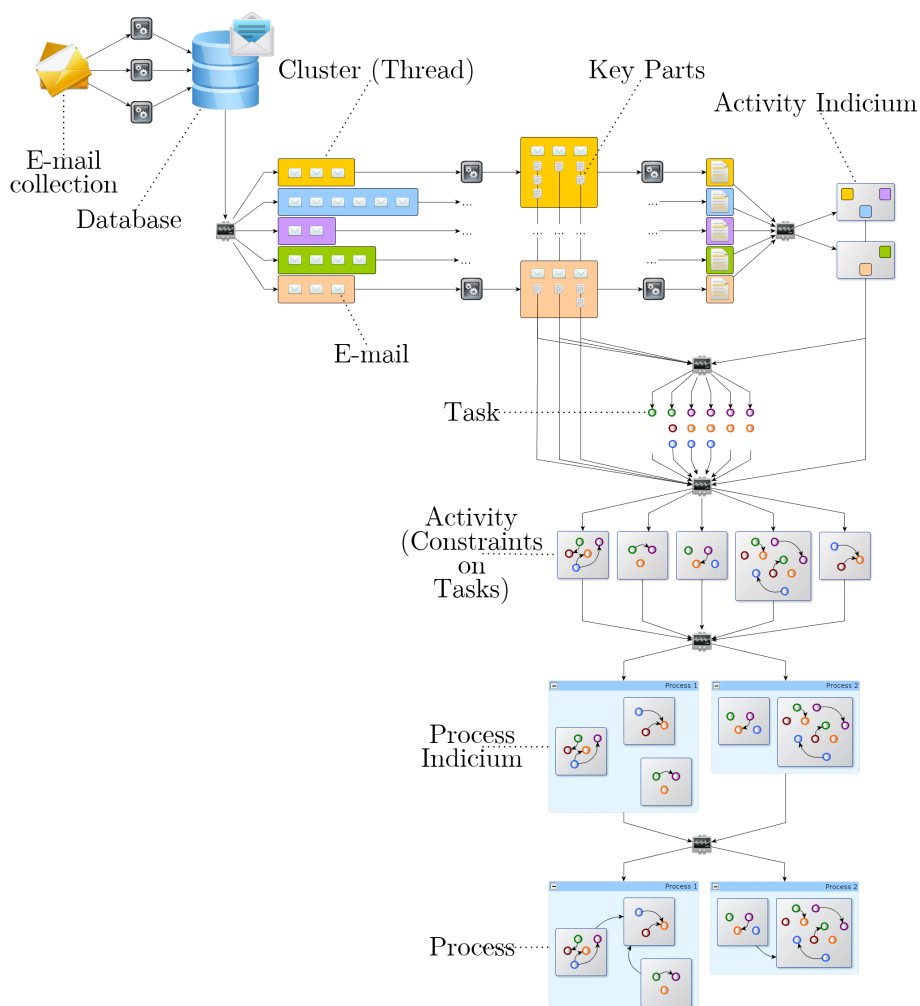 Cluster (Thread)
Key Parts
Activity Indicium
E-mail
collection
Database
...
...
...
...
...
...
...
...
...
E-mail
Task
Activity
(Constraints
on
Tasks)
Process 1
Process 2
Process
Indicium
Process 1
Process 2
Process